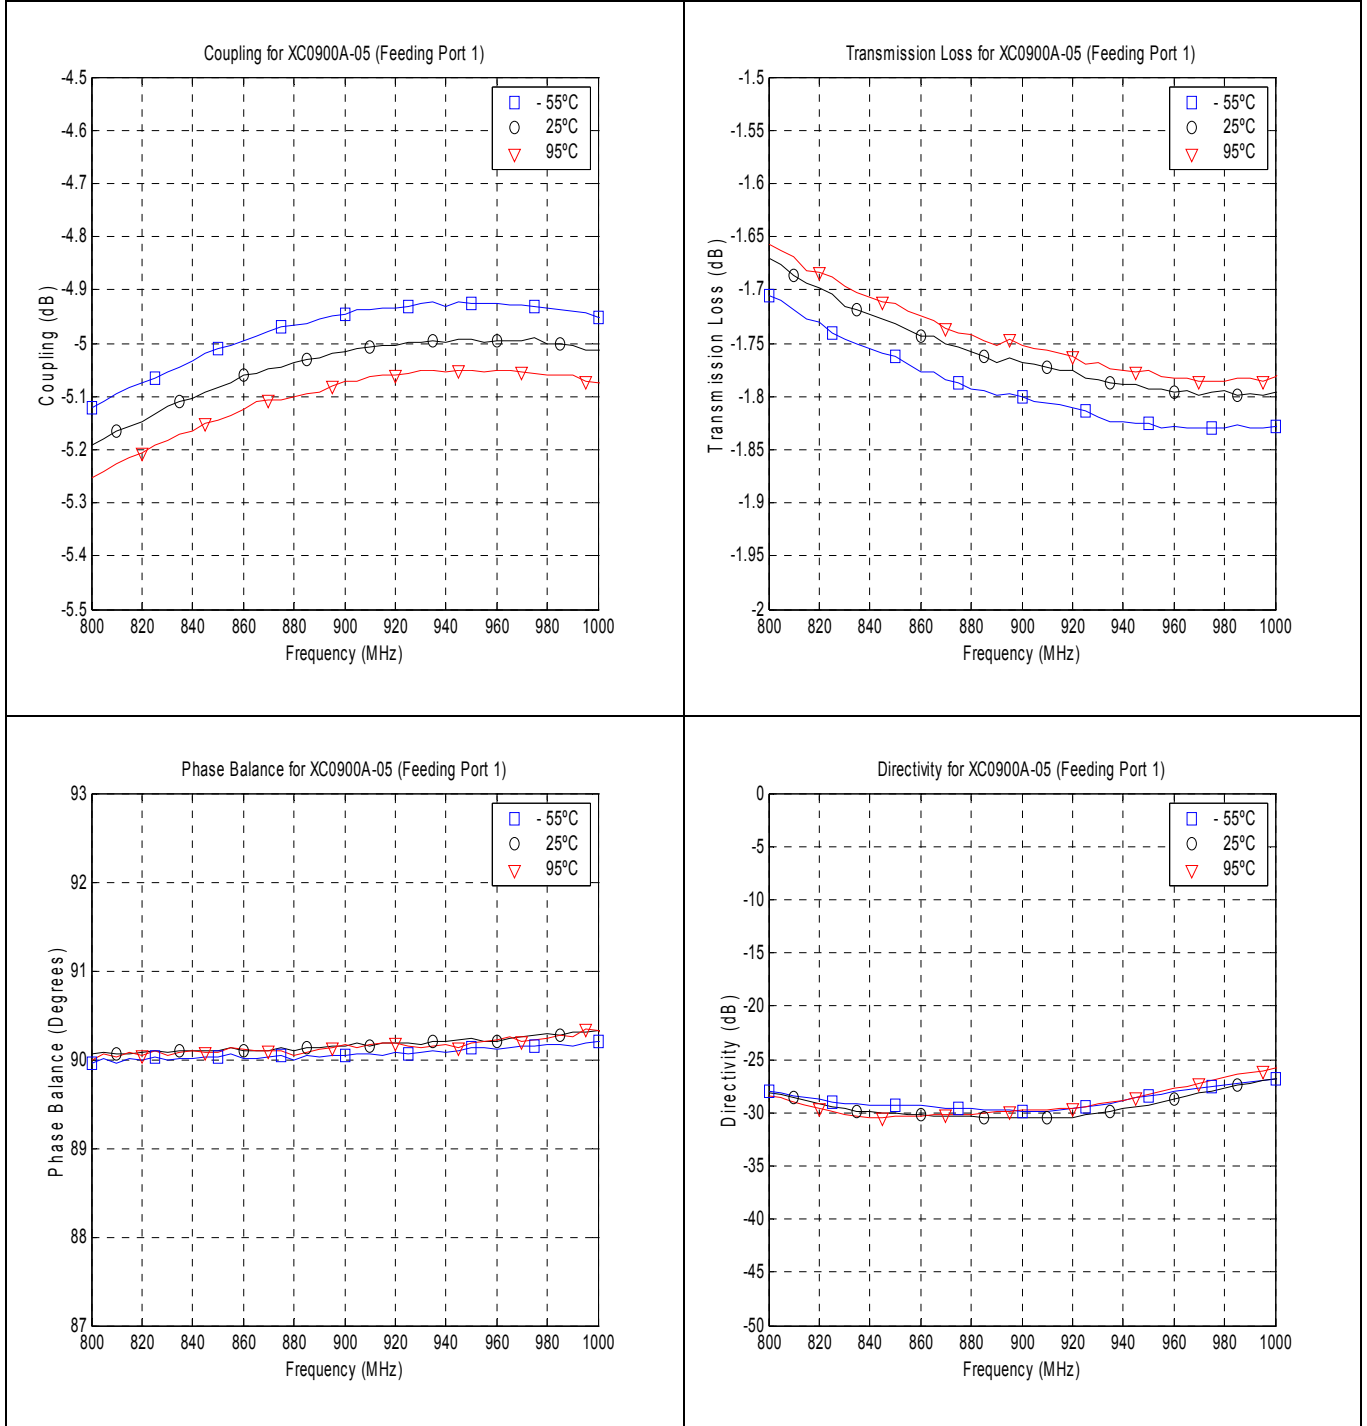 Coupling for XC0900A-05 (Feeding Port 1)
-4.5
-4.6
-4.7
-4.8
-4.9
-5
-5.1
-5.2
-5.3
-5.4
-5.5
Coupling (dB)
- 55ºC
25ºC
95ºC
800 820 840 860 880 900 920 940 960 980 1000
Frequency (MHz)
Transmission Loss for XC0900A-05 (Feeding Port 1)
-1.5
-1.55
-1.6
-1.65
-1.7
-1.75
-1.8
-1.85
-1.9
-1.95
-2
Transmission Loss (dB)
- 55ºC
25ºC
95ºC
800 820 840 860 880 900 920 940 960 980 1000
Frequency (MHz)
Phase Balance for XC0900A-05 (Feeding Port 1)
93
92
91
90
89
88
87
Phase Balance (Degrees)
- 55ºC
25ºC
95ºC
800 820 840 860 880 900 920 940 960 980 1000
Frequency (MHz)
Directivity for XC0900A-05 (Feeding Port 1)
0
-5
-10
-15
-20
-25
-30
-35
-40
-45
-50
Directivity (dB)
- 55ºC
25ºC
95ºC
800 820 840 860 880 900 920 940 960 980 1000
Frequency (MHz)